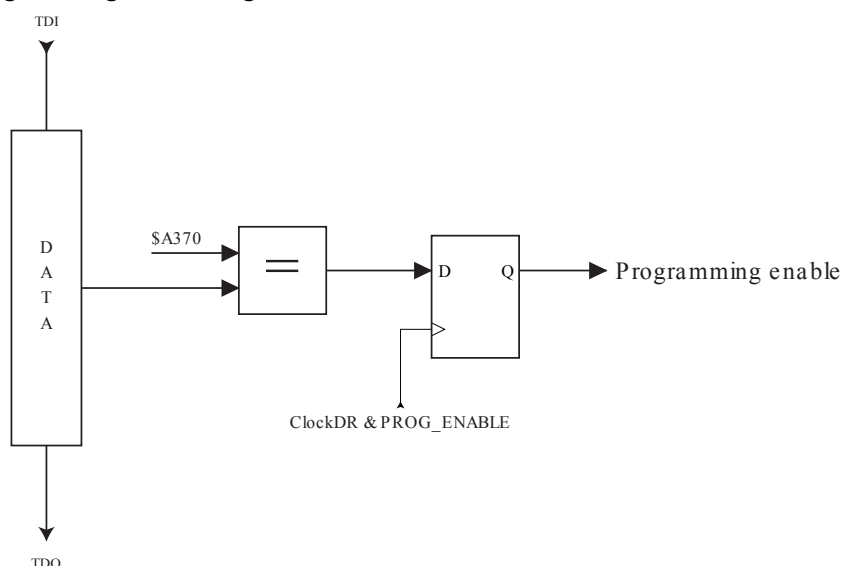 TDI
D
A
T
A
$A370
=
D
Q
Programming enable
ClockDR & PROG_ENABLE
TDO